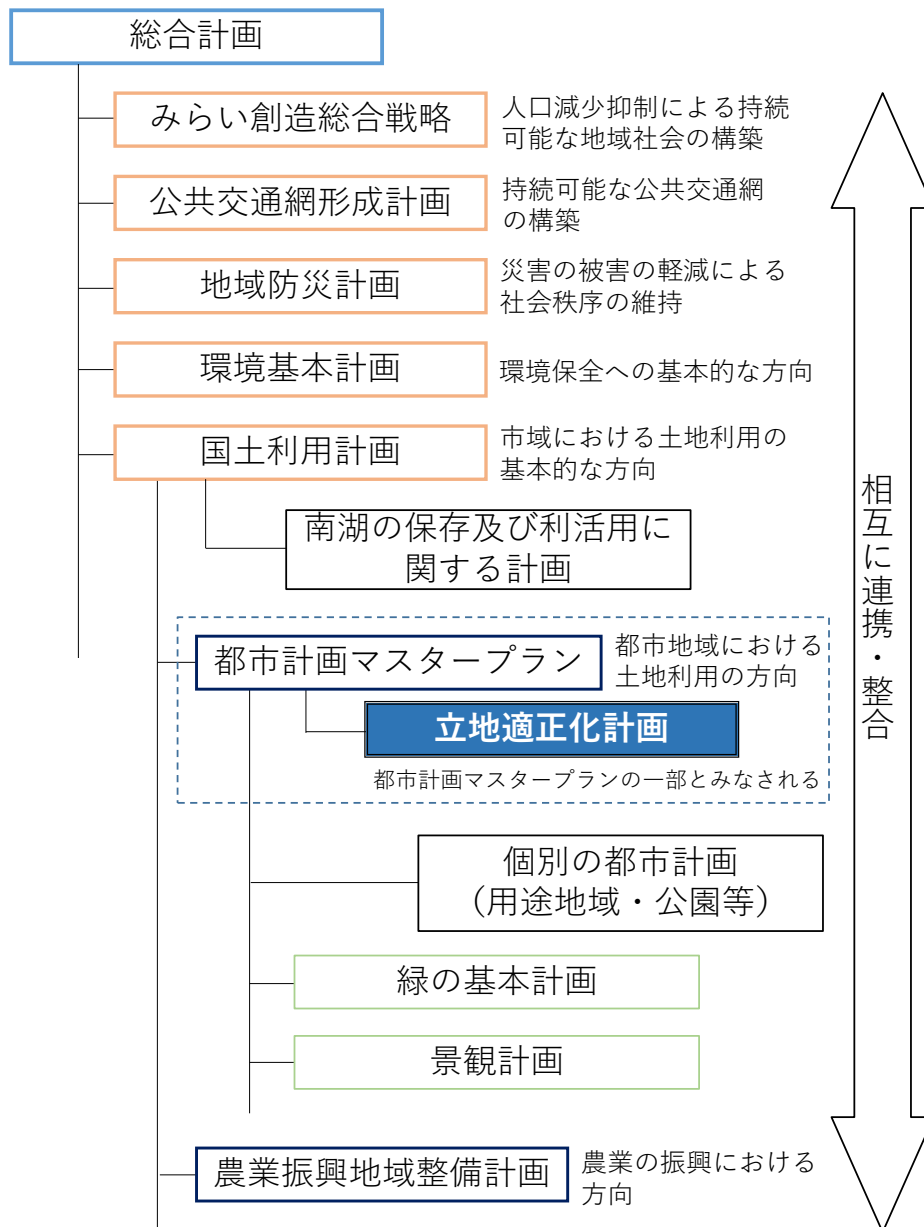 総合計画
みらい創造総合戦略
人口減少抑制による持続
可能な地域社会の構築
公共交通網形成計画
持続可能な公共交通網
の構築
地域防災計画
災害の被害の軽減による
社会秩序の維持
環境基本計画
環境保全への基本的な方向
国土利用計画
市域における土地利用の
基本的な方向
南湖の保存及び利活用に
関する計画
都市計画マスタープラン
都市地域における
土地利用の方向
立地適正化計画
都市計画マスタープランの一部とみなされる
個別の都市計画
（用途地域・公園等）
緑の基本計画
景観計画
農業振興地域整備計画
農業の振興における
方向
相互に連携・整合